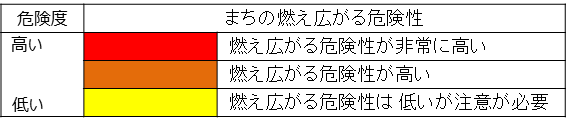 危険度 まちの燃え広がる危険性
高い 燃え広がる危険性が非常に高い
燃え広がる危険性が高い
低い 燃え広がる危険性は 低いが注意が必要